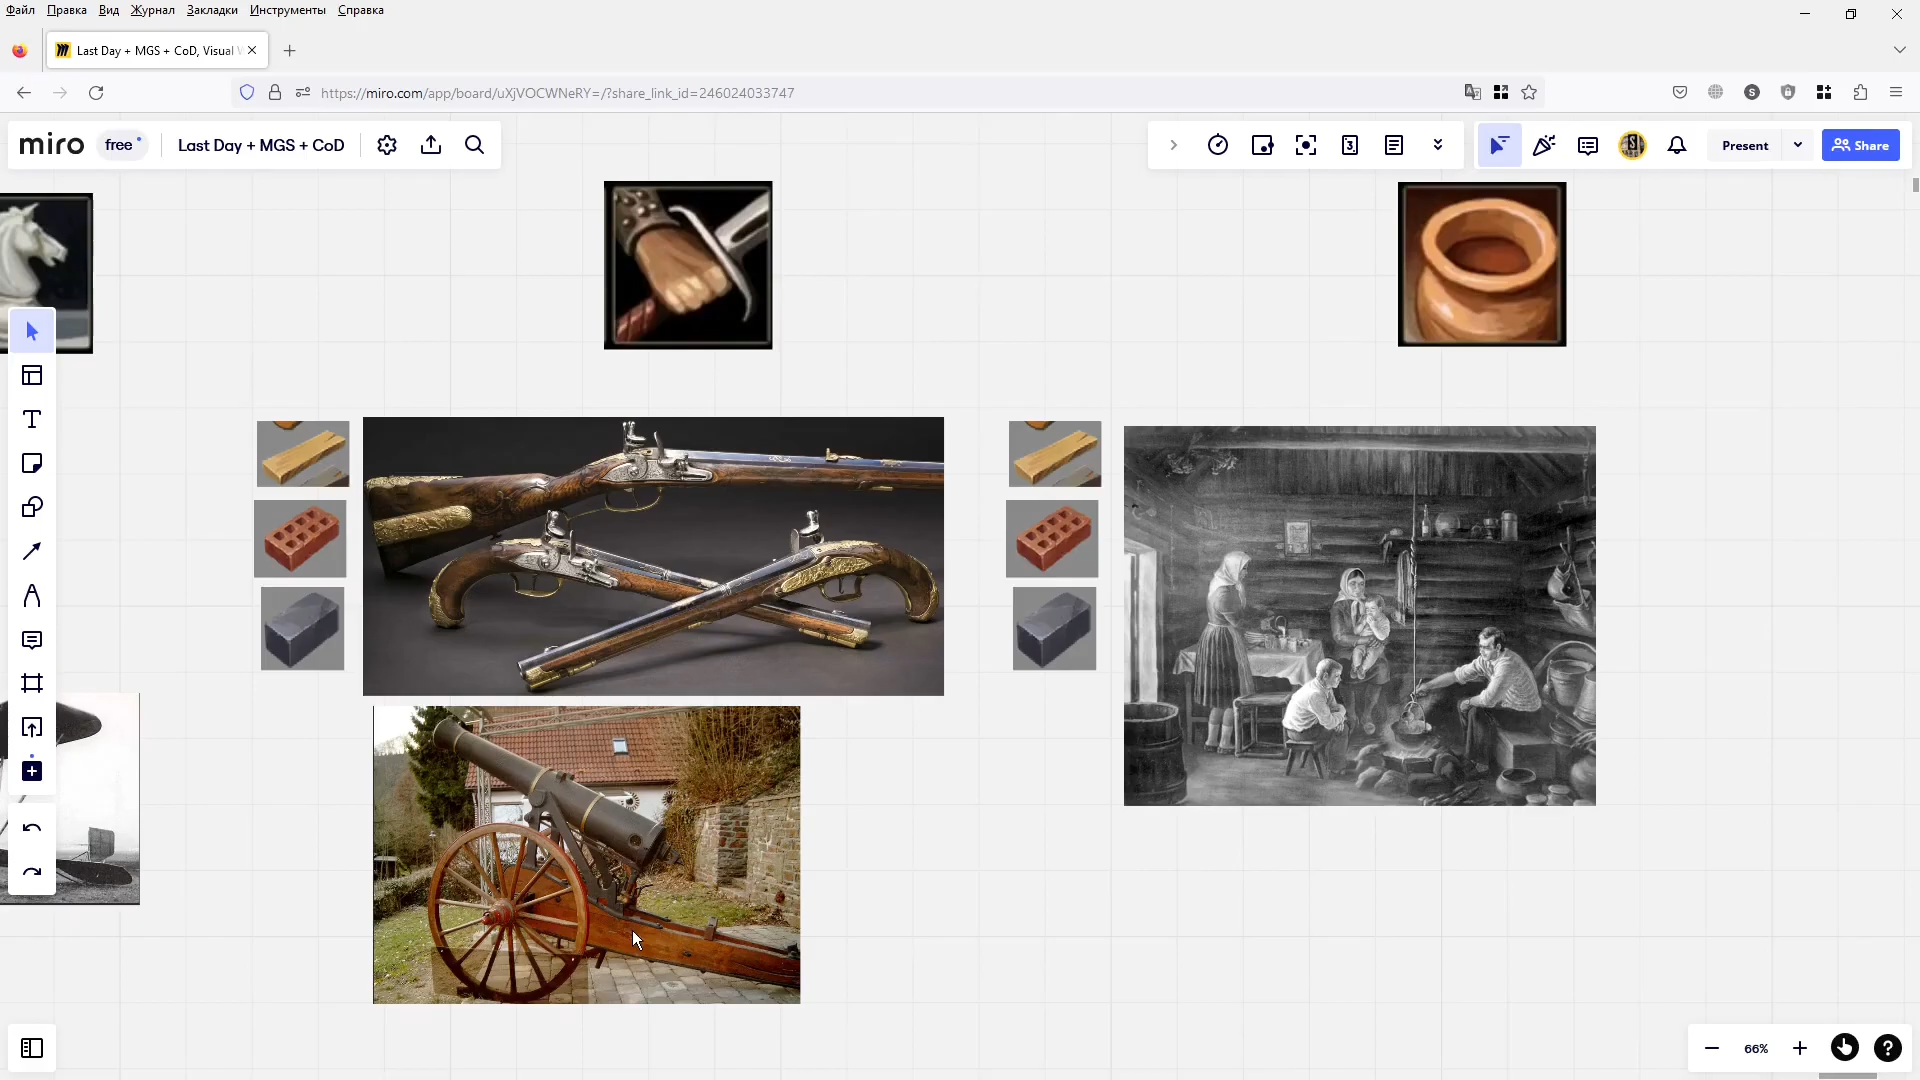 Файл Правка Вид Журнал Закладки Инструменты Справка
Last Day + MGS + CoD, Visual
https://miro.com/app/board/uXjVOCWNeRY=/?share_link_id=246024033747
miro free Last Day + MGS + CoD
3 Present Share
66%